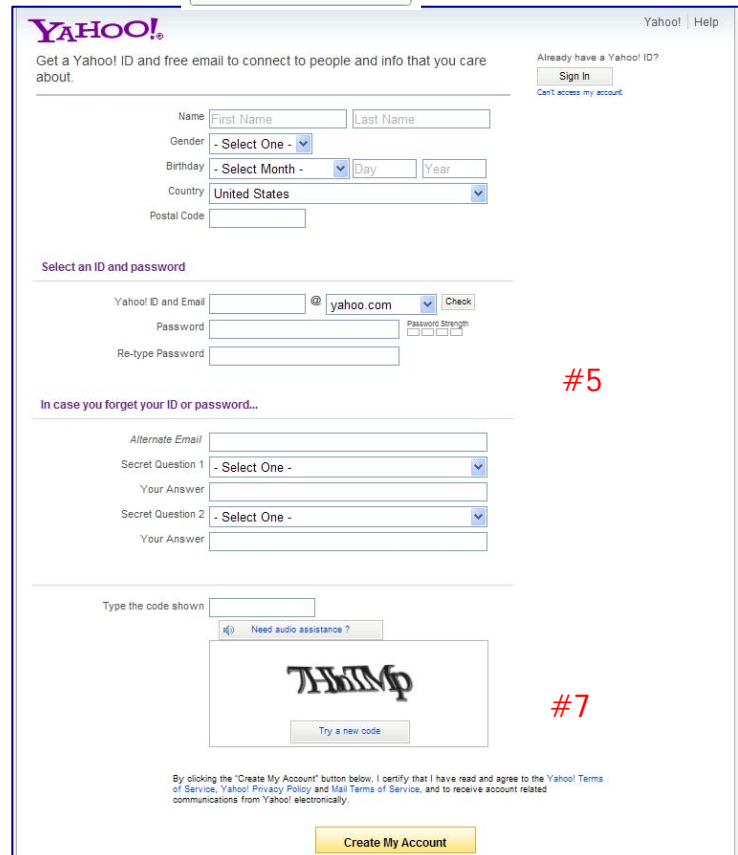 YAHOO!
Yahoo! | Help
Get a Yahoo! ID and free email to connect to people and info that you care
about.
Already have a Yahoo! ID?
Sign In
Can't access my account
Name First Name Last Name
Gender - Select One -
Birthday - Select Month - Day Year
Country United States
Postal Code
Select an ID and password
Yahoo! ID and Email @ yahoo.com Check
Password Password Strength
Re-type Password
#5
In case you forget your ID or password...
Alternate Email
Secret Question 1 - Select One -
Your Answer
Secret Question 2 - Select One -
Your Answer
Type the code shown
Need audio assistance ?
#7
Try a new code
By clicking the "Create My Account" button below, I certify that I have read and agree to the Yahoo! Terms
of Service, Yahoo! Privacy Policy and Mail Terms of Service, and to receive account related
communications from Yahoo! electronically.
Create My Account